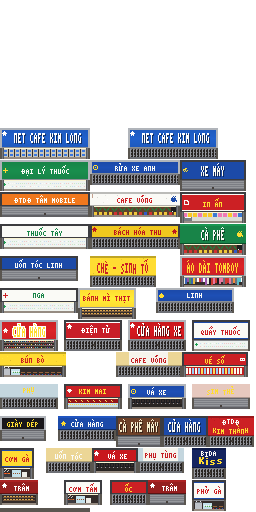 NET CAFE KIM LONG
NET CAFE KIM LONG
ĐẠI LÝ THUỐC
RỬA XE ANH
XE MÁY
ĐTDĐ TÂN MOBILE
CAFE VÕNG
IN ẤN
THUỐC TÂY
BÁCH HÓA THU
CÀ PHÊ
UỐN TÓC LINH
CHÈ - SINH TỐ
ÁO DÀI TOMBOY
NGA
BÁNH MÌ THỊT
LINH
ĐIỆN TỬ
CỬA HÀNG XE
QUẦY THUỐC
BÚN BÒ
CAFE VÕNG
VÉ SỐ
KIM MAI
VÁ XE
GIÀY DÉP
CỬA HÀNG
CÀ PHÊ MÁY
CỬA HÀNG
ĐTDĐ
KIM THÀNH
CƠM GÀ
UỐN TÓC
VÁ XE
PHỤ TÙNG
BIDA
KISS
TRÂM
CƠM TẤM
ỐC
TRÂM
PHỞ GÀ